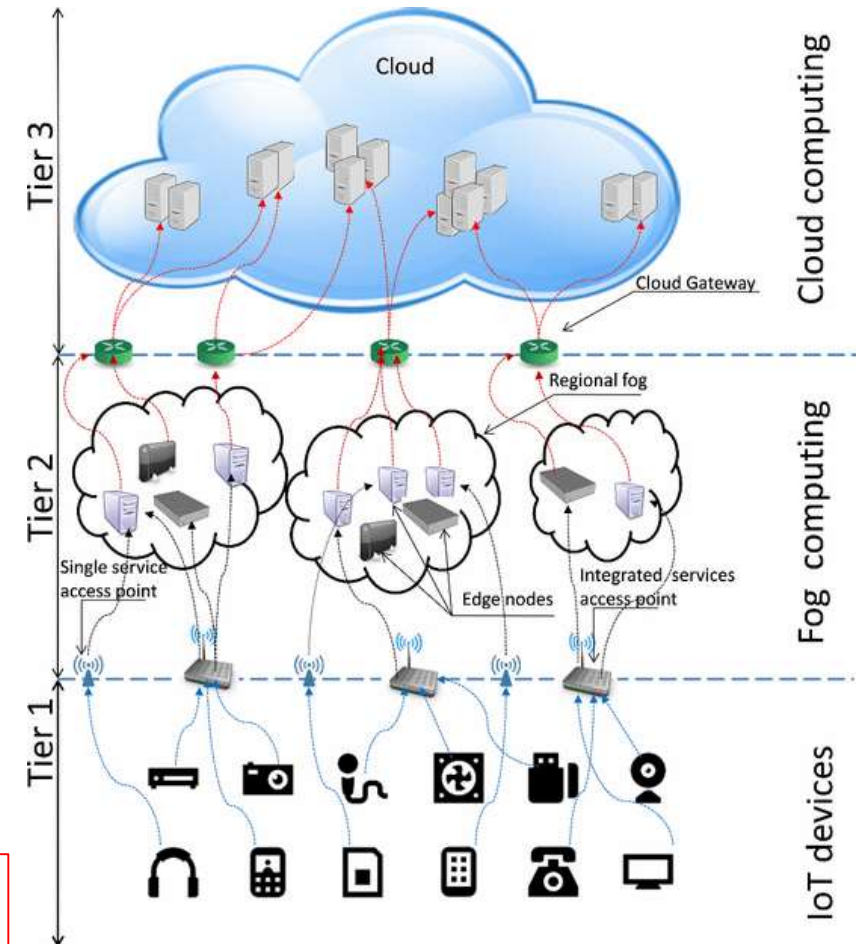 Cloud
Tier 3
Cloud computing
Cloud Gateway
Regional fog
Tier 2
Fog computing
Single service
access point
Edge nodes
Integrated services
access point
Tier 1
IoT devices